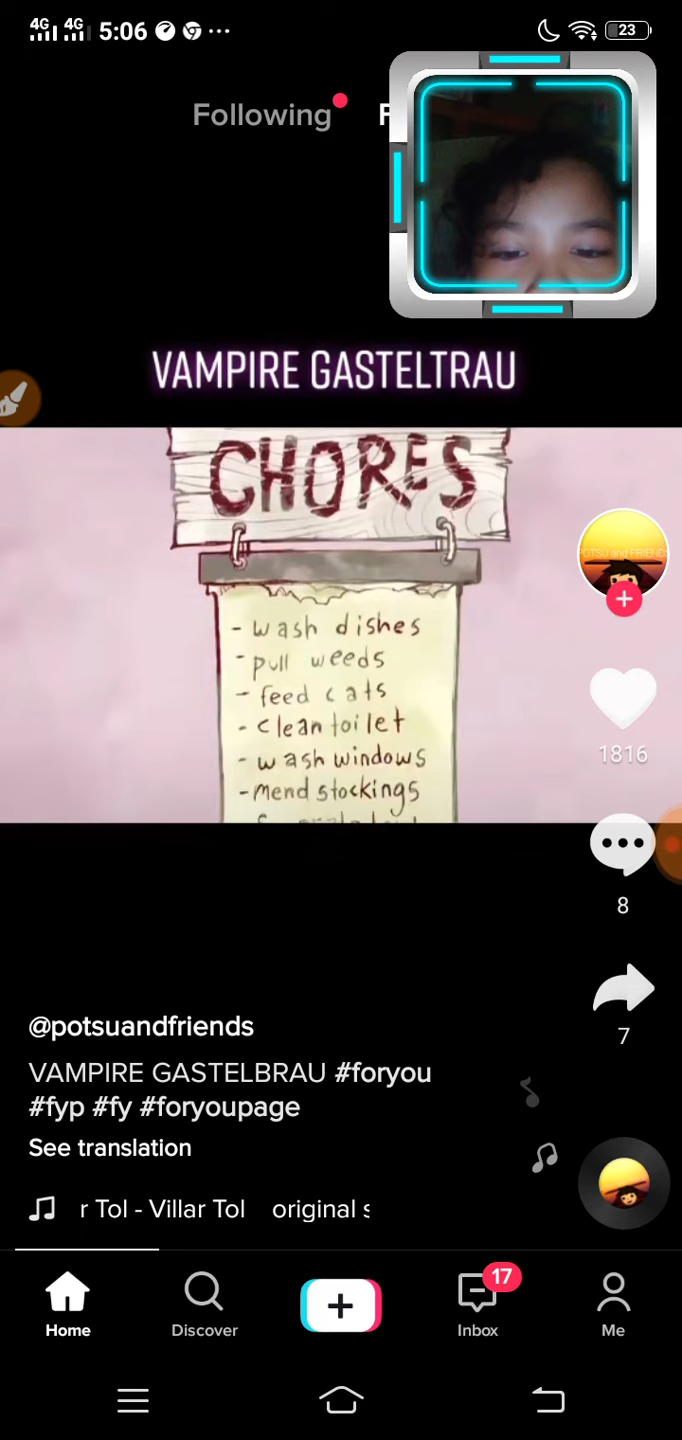 4G 4G 5:06 23
Following
VAMPIRE GASTELTRAU
CHORES
- wash dishes
- pull weeds
- feed cats
- clean toilet
- wash windows
- mend stockings
1816
8
7
@potsuandfriends
VAMPIRE GASTELBRAU #foryou
#fyp #fy #foryoupage
See translation
r Tol - Villar Tol original s
Home
Discover
17
Inbox
Me